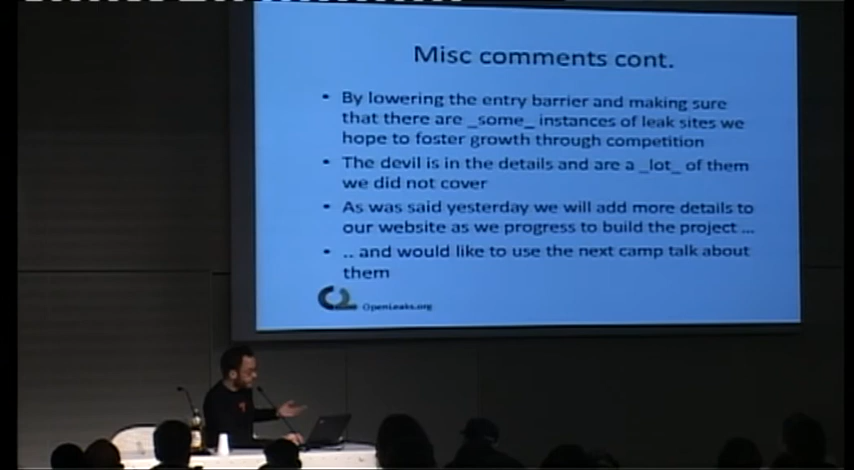 Misc comments cont.
• By lowering the entry barrier and making sure
that there are _some_ instances of leak sites we
hope to foster growth through competition
• The devil is in the details and are a _lot_ of them
we did not cover
• As was said yesterday we will add more details to
our website as we progress to build the project ...
• .. and would like to use the next camp talk about
them
OpenLeaks.org